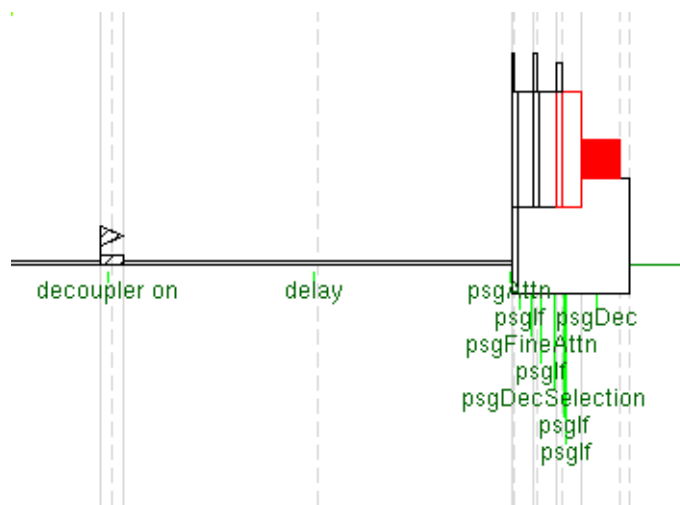 decoupler on delay psgAttn
psgIf psgDec
psgFineAttn
psgIf
psgDecSelection
psgIf
psgIf